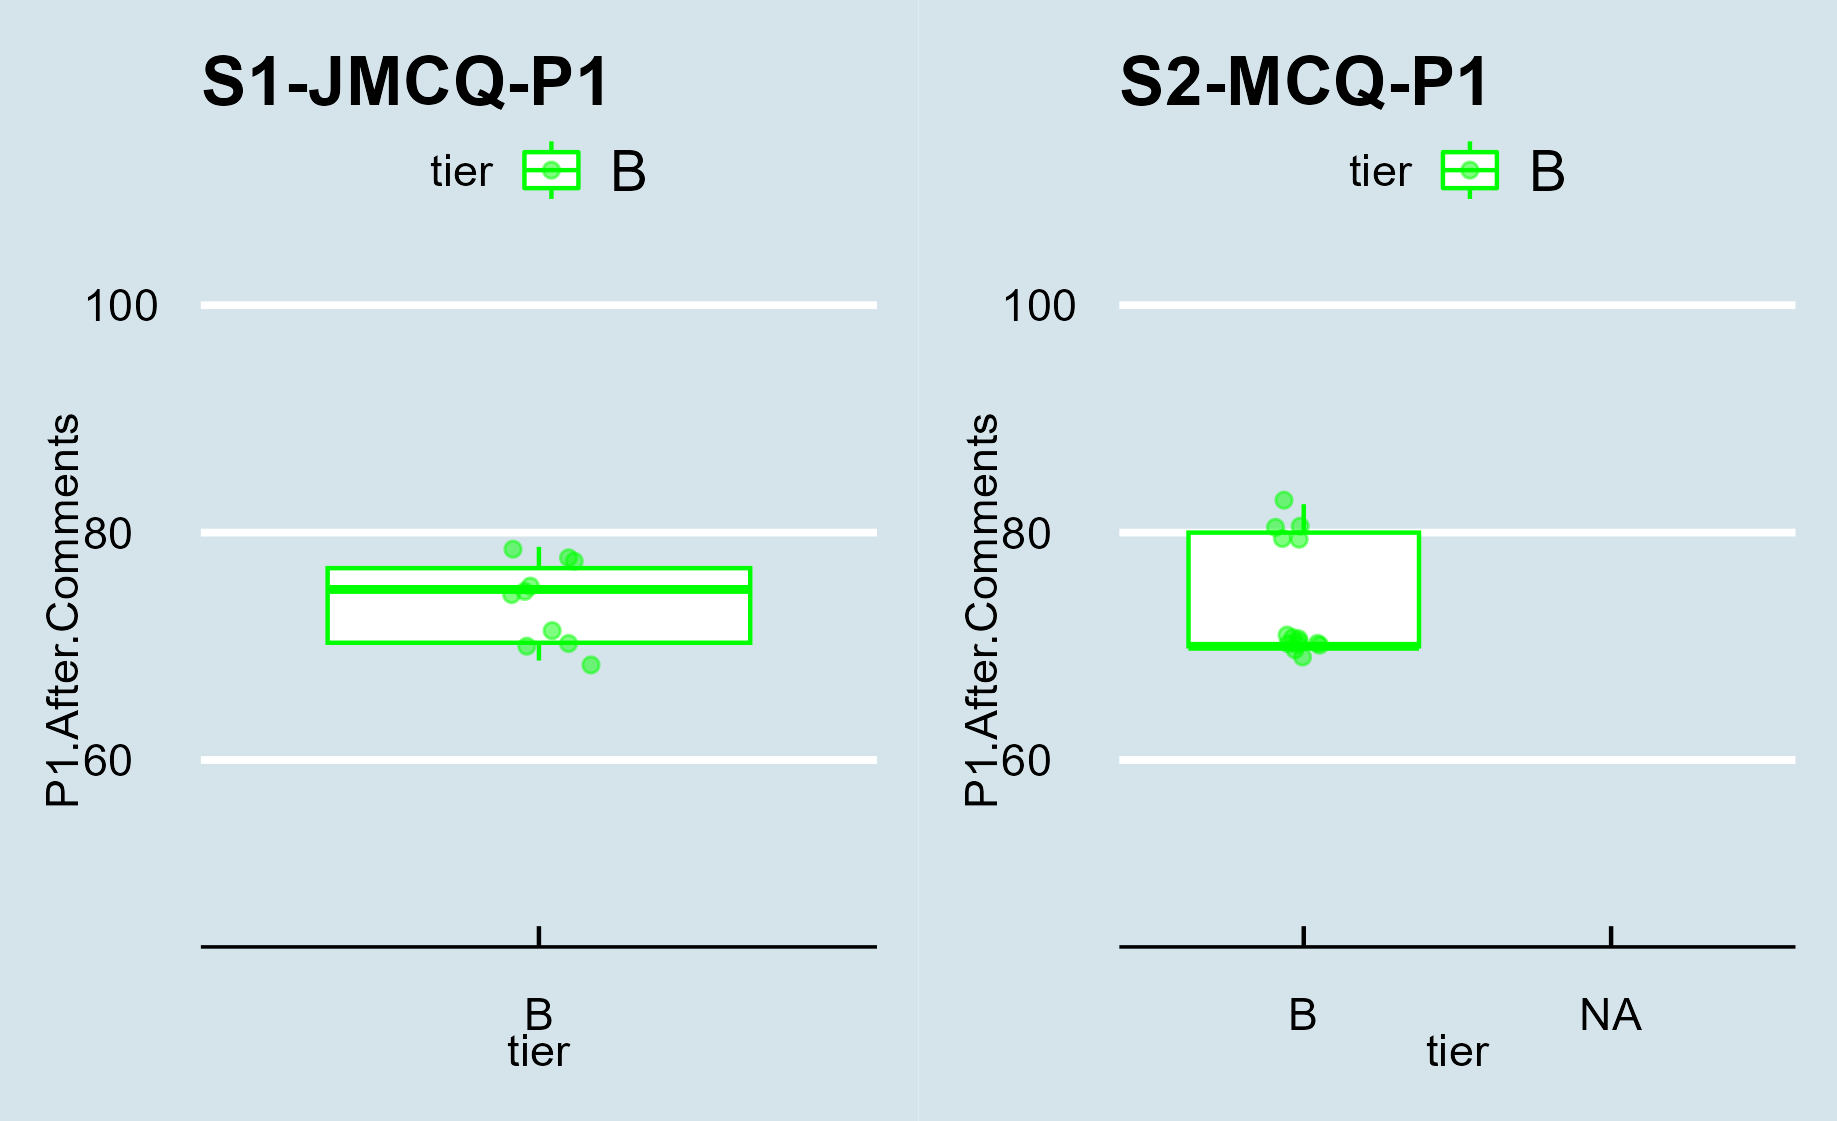 S1-JMCQ-P1
tier B
100
80
60
P1.After.Comments
B
tier
S2-MCQ-P1
tier B
100
80
60
P1.After.Comments
B NA
tier